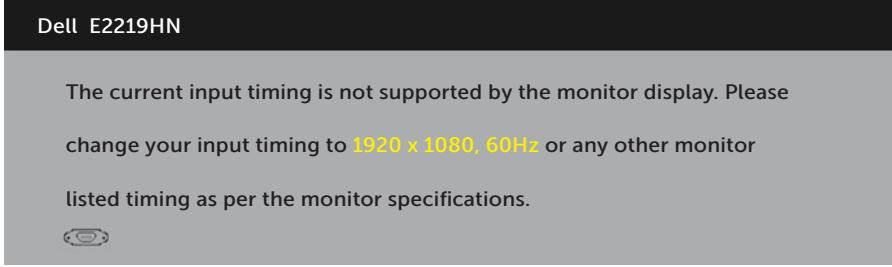 Dell E2219HN
The current input timing is not supported by the monitor display. Please
change your input timing to 1920 x 1080, 60Hz or any other monitor
listed timing as per the monitor specifications.